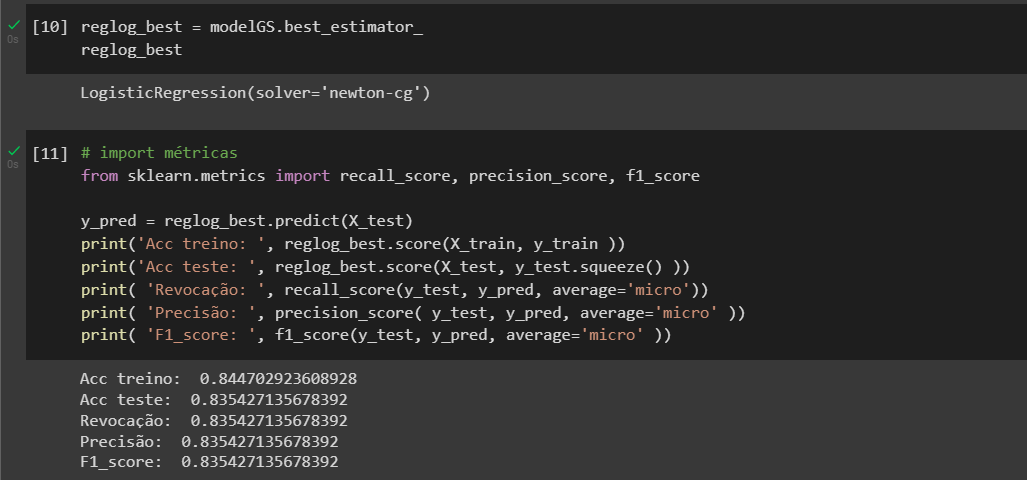 [10] reglog_best = modelGS.best_estimator_
0s
reglog_best
LogisticRegression(solver='newton-cg')
[11] # import métricas
0s
from sklearn.metrics import recall_score, precision_score, f1_score
y_pred = reglog_best.predict(X_test)
print('Acc treino: ', reglog_best.score(X_train, y_train ))
print('Acc teste: ', reglog_best.score(X_test, y_test.squeeze() ))
print( 'Revocação: ', recall_score(y_test, y_pred, average='micro'))
print( 'Precisão: ', precision_score( y_test, y_pred, average='micro' ))
print( 'F1_score: ', f1_score(y_test, y_pred, average='micro' ))
Acc treino:  0.844702923608928
Acc teste:  0.835427135678392
Revocação:  0.835427135678392
Precisão:  0.835427135678392
F1_score:  0.835427135678392